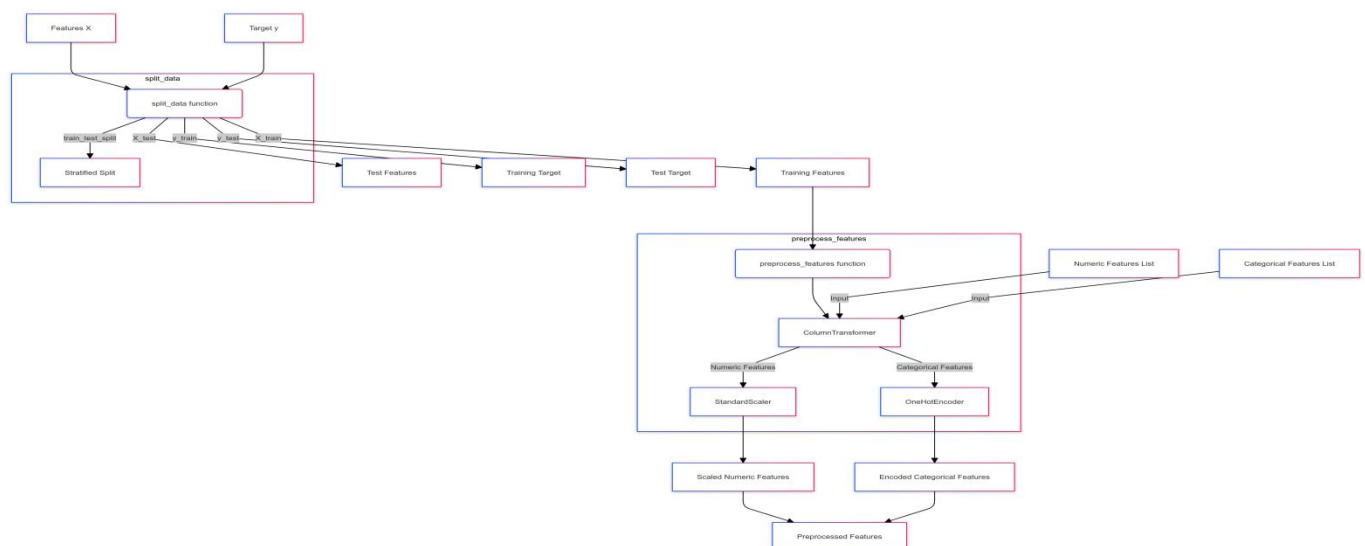 Features X
Target y
split_data
split_data function
train_test_split
X_test
y_train
y_test
X_train
Stratified Split
Test Features
Training Target
Test Target
Training Features
preprocess_features
preprocess_features function
Numeric Features List
Categorical Features List
Input
Input
ColumnTransformer
Numeric Features
Categorical Features
StandardScaler
OneHotEncoder
Scaled Numeric Features
Encoded Categorical Features
Preprocessed Features